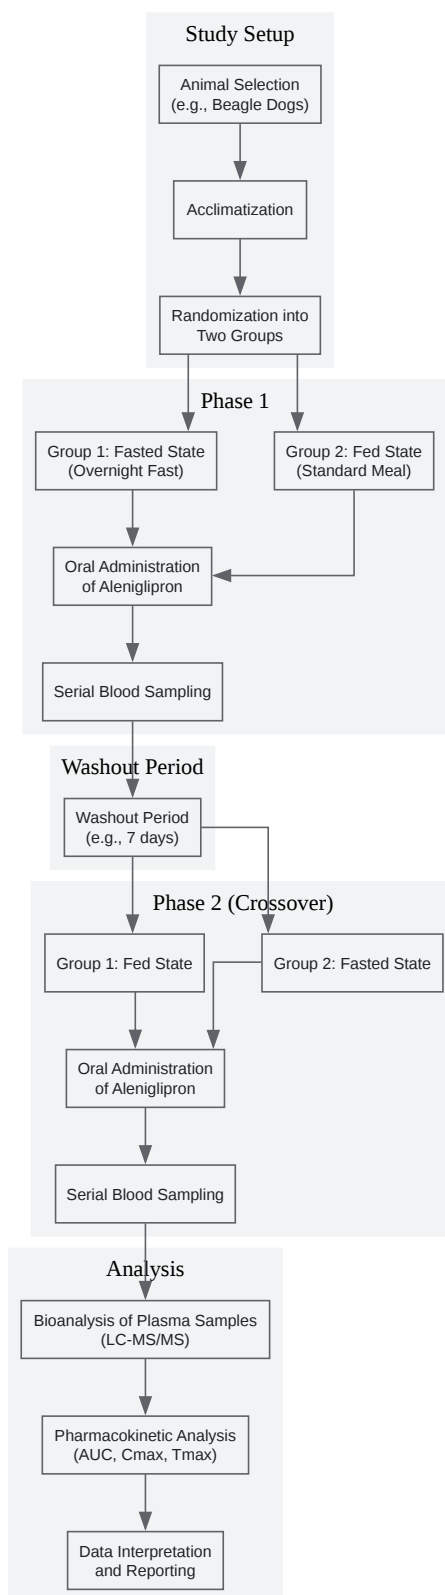 Study Setup
Animal Selection
(e.g., Beagle Dogs)
Acclimatization
Randomization into
Two Groups
Phase 1
Group 1: Fasted State
(Overnight Fast)
Group 2: Fed State
(Standard Meal)
Oral Administration
of Aleniglipron
Serial Blood Sampling
Washout Period
Washout Period
(e.g., 7 days)
Phase 2 (Crossover)
Group 1: Fed State
Group 2: Fasted State
Oral Administration
of Aleniglipron
Serial Blood Sampling
Analysis
Bioanalysis of Plasma Samples
(LC-MS/MS)
Pharmacokinetic Analysis
(AUC, Cmax, Tmax)
Data Interpretation
and Reporting